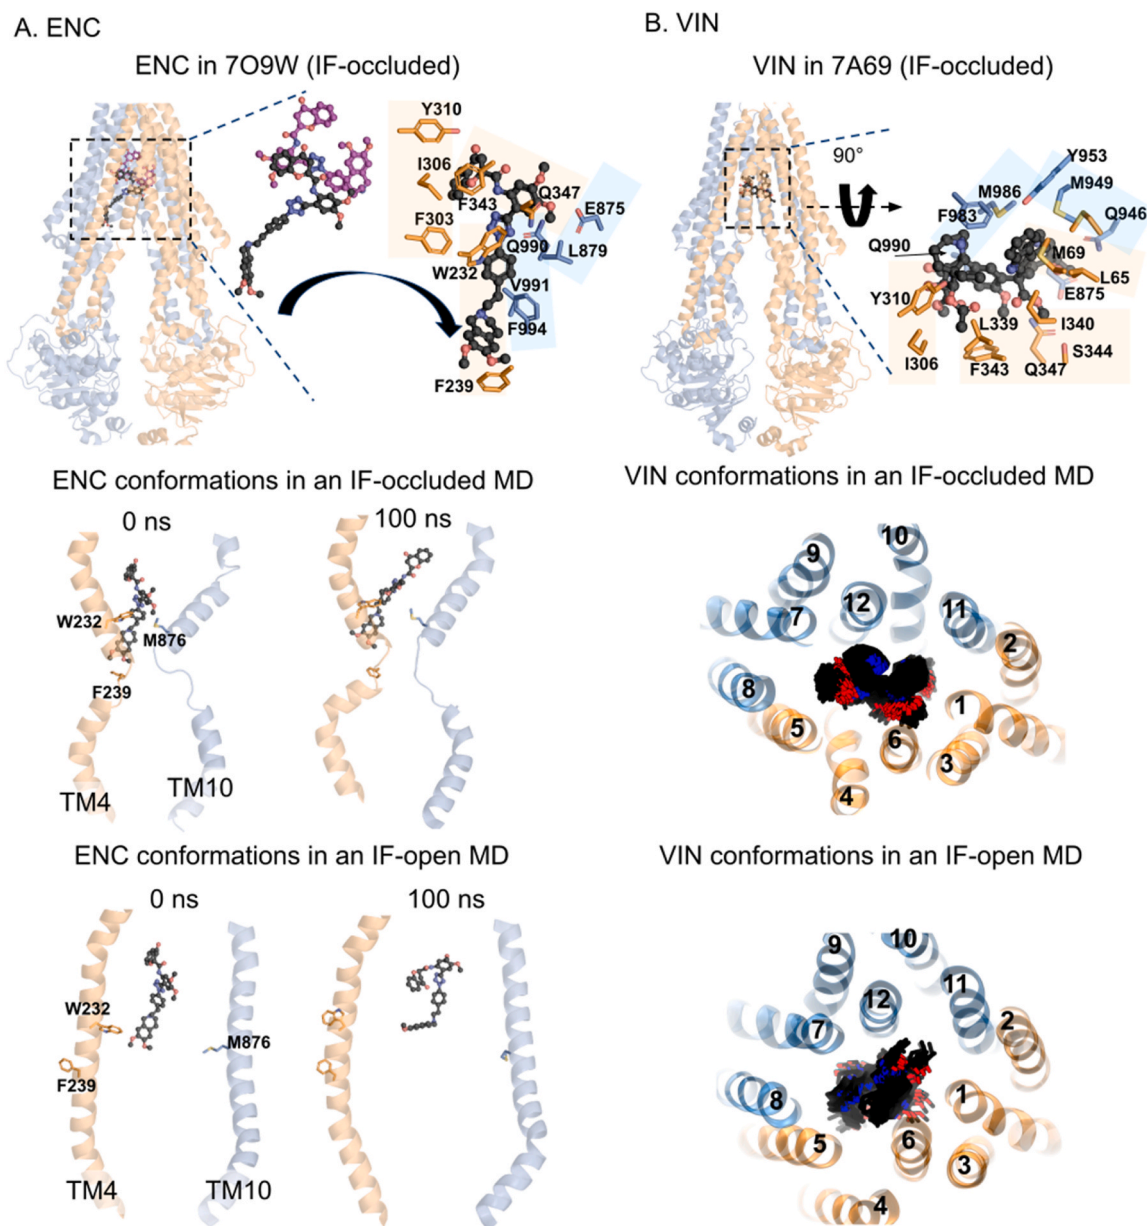 A. ENC
ENC in 7O9W (IF-occluded)
Y310
I306
F343
Q347
F303
E875
Q990
L879
W232
V991
F994
F239
B. VIN
VIN in 7A69 (IF-occluded)
90°
Y953
M986
M949
F983
Q946
Q990
M69
L65
E875
Y310
L339
I340
I306
F343
Q347
S344
ENC conformations in an IF-occluded MD
0 ns
100 ns
W232
M876
F239
TM4
TM10
VIN conformations in an IF-occluded MD
10
9
12
11
7
2
8
1
5
6
3
4
ENC conformations in an IF-open MD
0 ns
100 ns
W232
M876
F239
TM4
TM10
VIN conformations in an IF-open MD
9
10
11
12
2
7
8
1
5
6
3
4